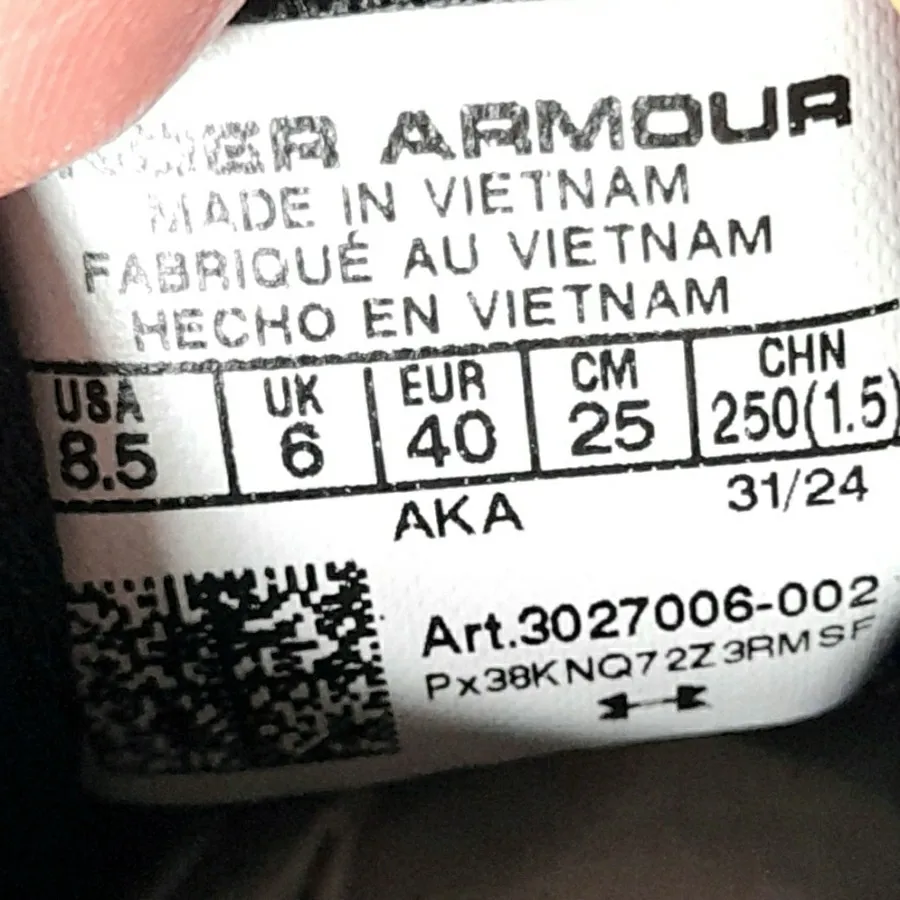 UNDER ARMOUR
MADE IN VIETNAM
FABRIQUÉ AU VIETNAM
HECHO EN VIETNAM
USA UK EUR CM CHN
8.5 6 40 25 250(1.5)
AKA 31/24
Art.3027006-002
Px38KNQ72Z3RMSF